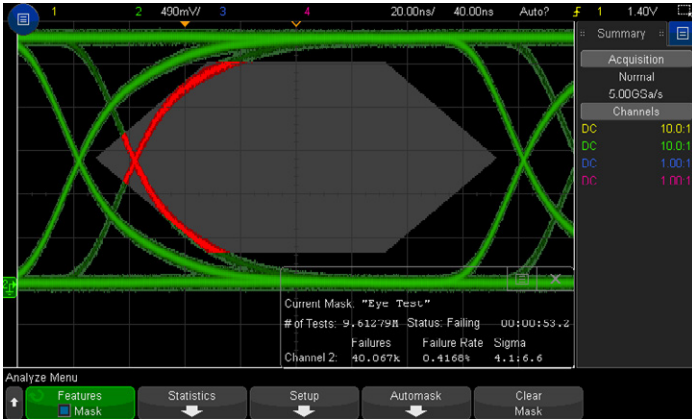 1 2 490mV/ 3 4 20.00ns/ 40.00ns Auto? 1 1.40V
Summary
Acquisition
Normal
5.00GSa/s
Channels
DC 10.0:1
DC 10.0:1
DC 1.00:1
DC 1.00:1
Current Mask: "Eye Test"
# of Tests: 9.61279M Status: Failing 00:00:53.2
Failures Failure Rate Sigma
Channel 2: 40.067k 0.4168% 4.1;6.6
Analyze Menu
Features Statistics Setup Automask Clear
Mask Mask